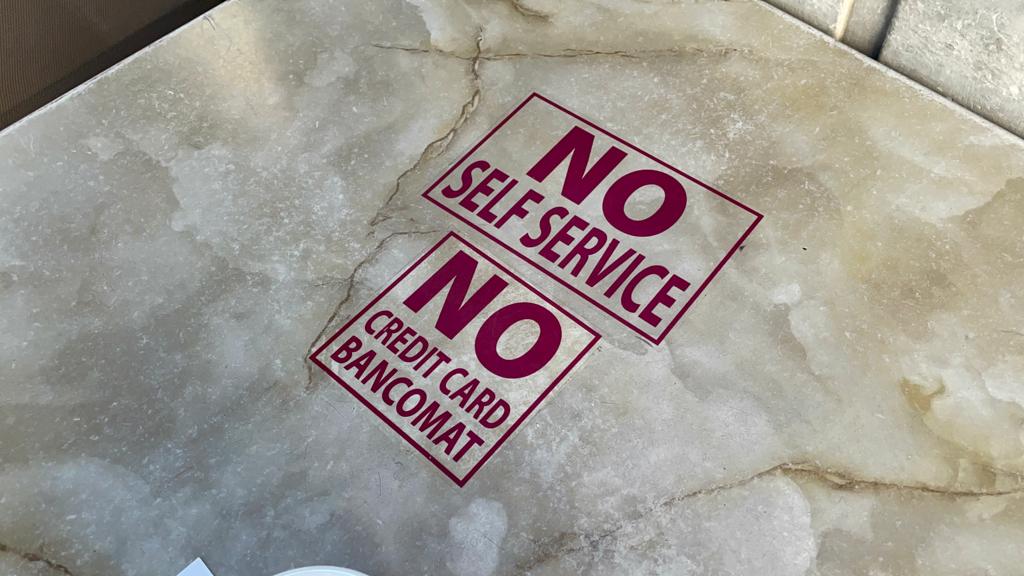 NO
SELF SERVICE
NO
CREDIT CARD
BANCOMAT